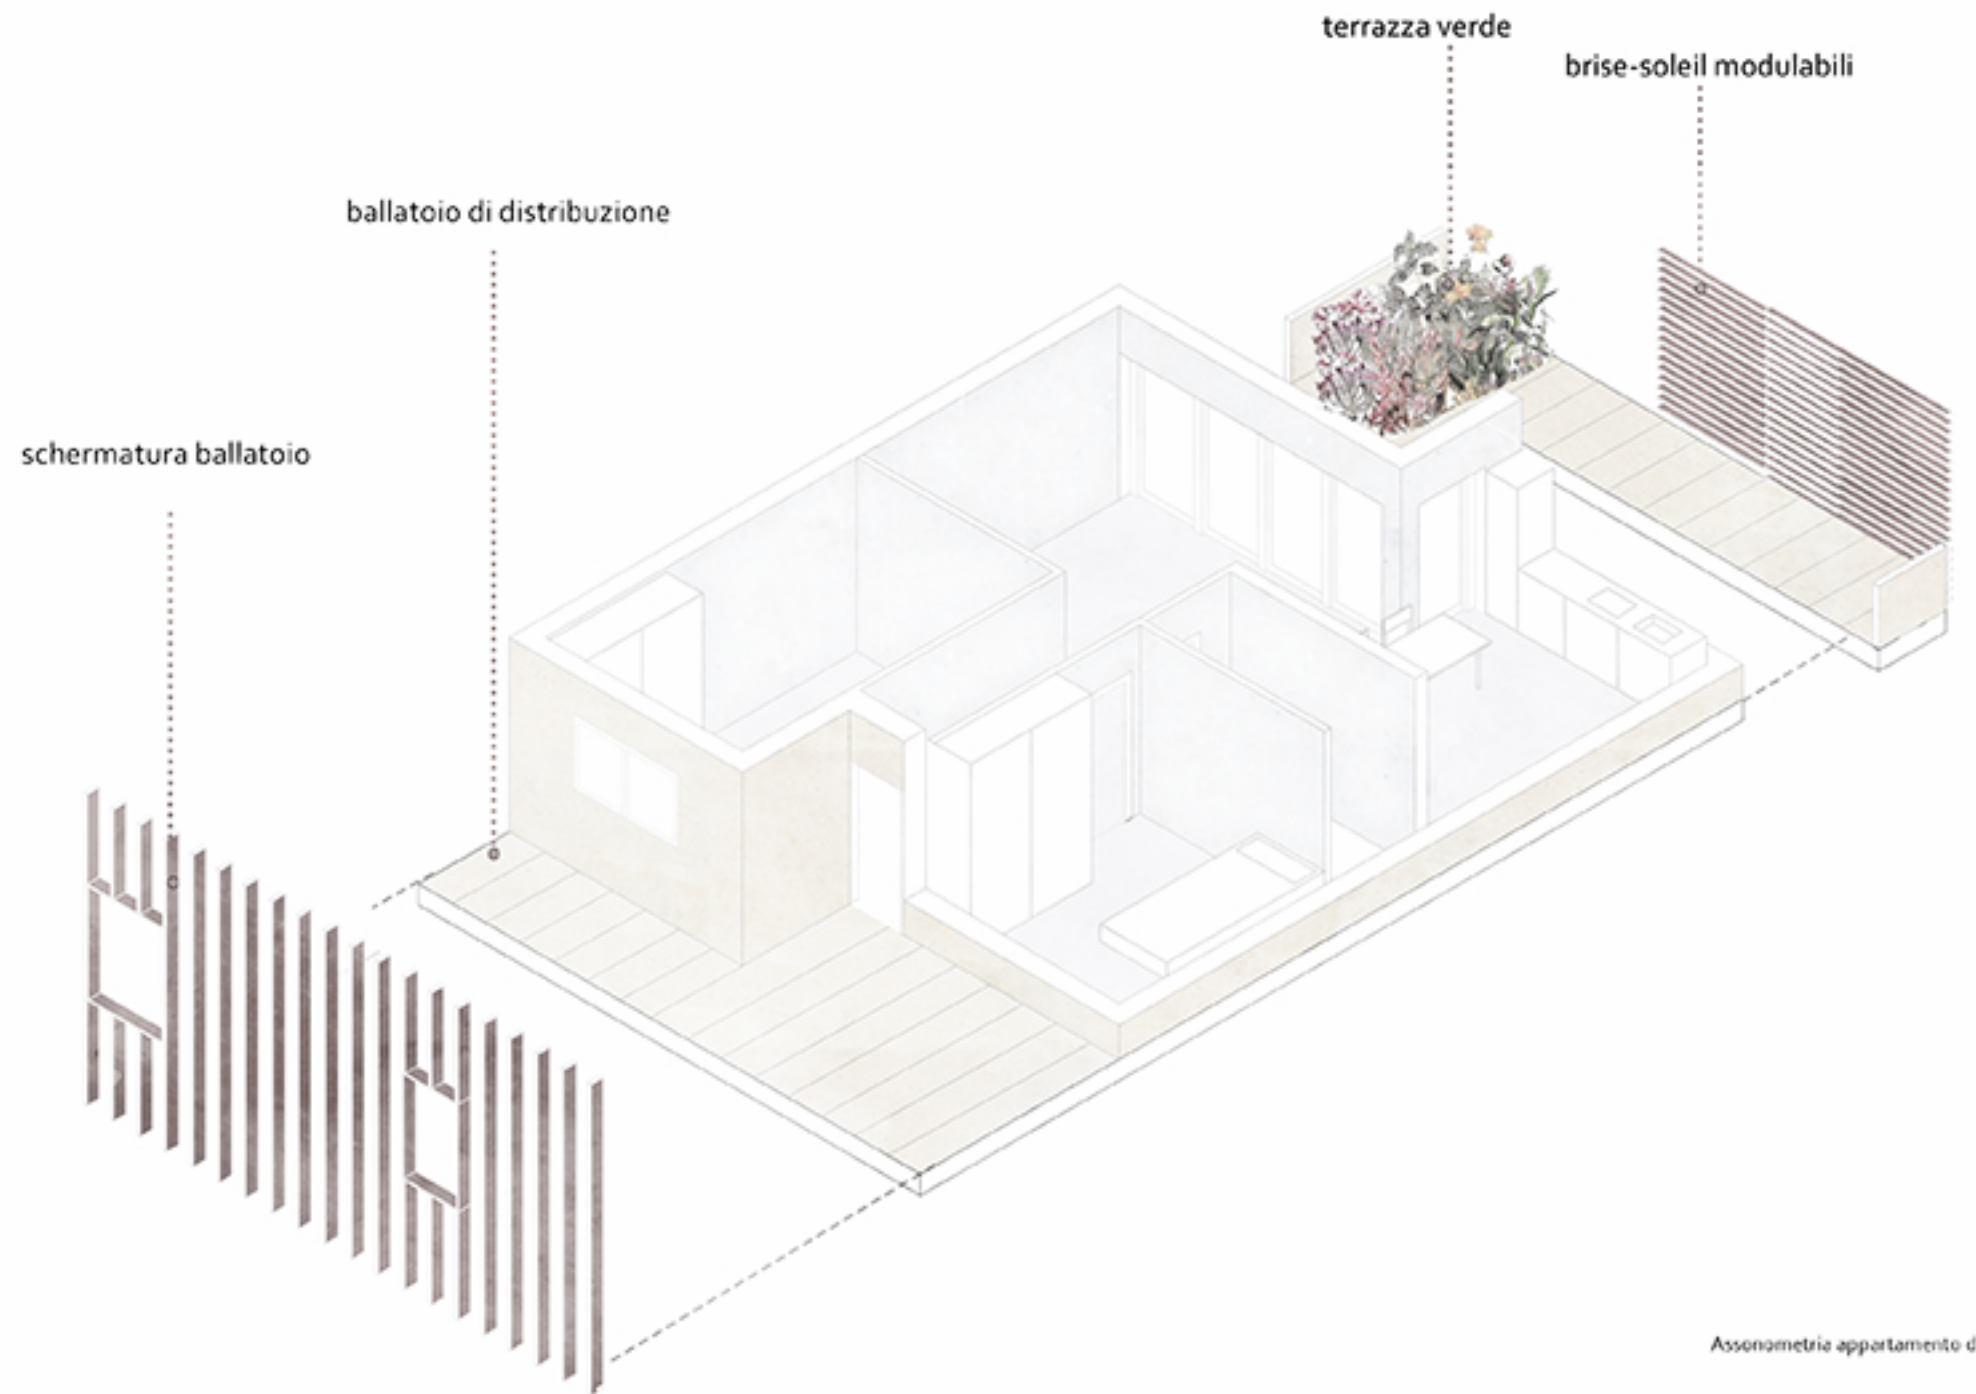 terrazza verde
brise-soleil modulabili
ballatoio di distribuzione
schermatura ballatoio
Assonometria appartamento d